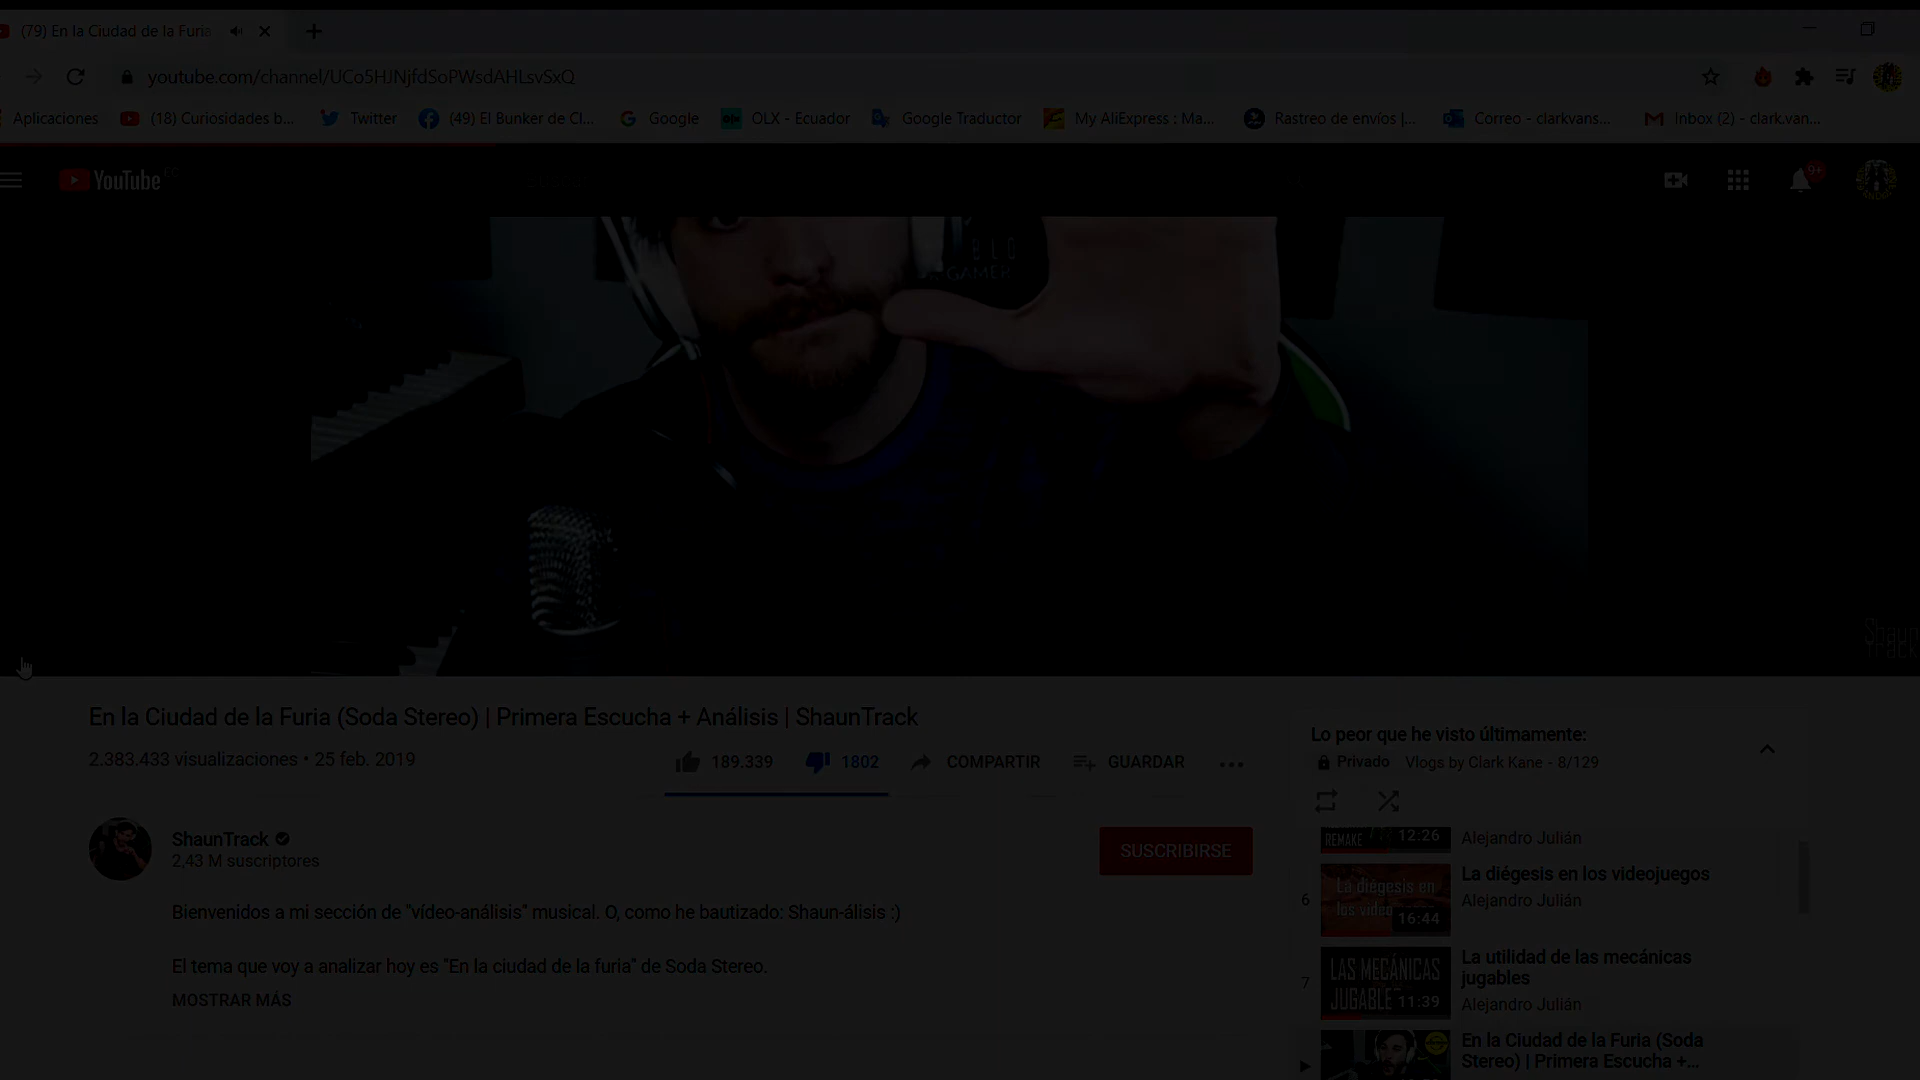 (79) En la Ciudad de la Furia
youtube.com/channel/UCo5HJNjfdSoPWsdAHLsvSxQ
Aplicaciones
(18) Curiosidades b...
Twitter
(49) El Bunker de Cl...
Google
OLX - Ecuador
Google Traductor
My AliExpress : Ma...
Rastreo de envíos |...
Correo - clarkvans...
Inbox (2) - clark.van...
YouTube EC
9+
GAMER
Shaun
Track
En la Ciudad de la Furia (Soda Stereo) | Primera Escucha + Análisis | ShaunTrack
2.383.433 visualizaciones • 25 feb. 2019
189.339
1802
COMPARTIR
GUARDAR
ShaunTrack
2,43 M suscriptores
SUSCRIBIRSE
Bienvenidos a mi sección de "vídeo-análisis" musical. O, como he bautizado: Shaun-álisis :)
El tema que voy a analizar hoy es "En la ciudad de la furia" de Soda Stereo.
MOSTRAR MÁS
Lo peor que he visto últimamente:
Privado
Vlogs by Clark Kane - 8/129
REMAKE
12:26
Alejandro Julián
6
La diégesis en
los video
16:44
La diégesis en los videojuegos
Alejandro Julián
7
LAS MECÁNICAS
JUGABLE
11:39
La utilidad de las mecánicas
jugables
Alejandro Julián
En la Ciudad de la Furia (Soda
Stereo) | Primera Escucha +...